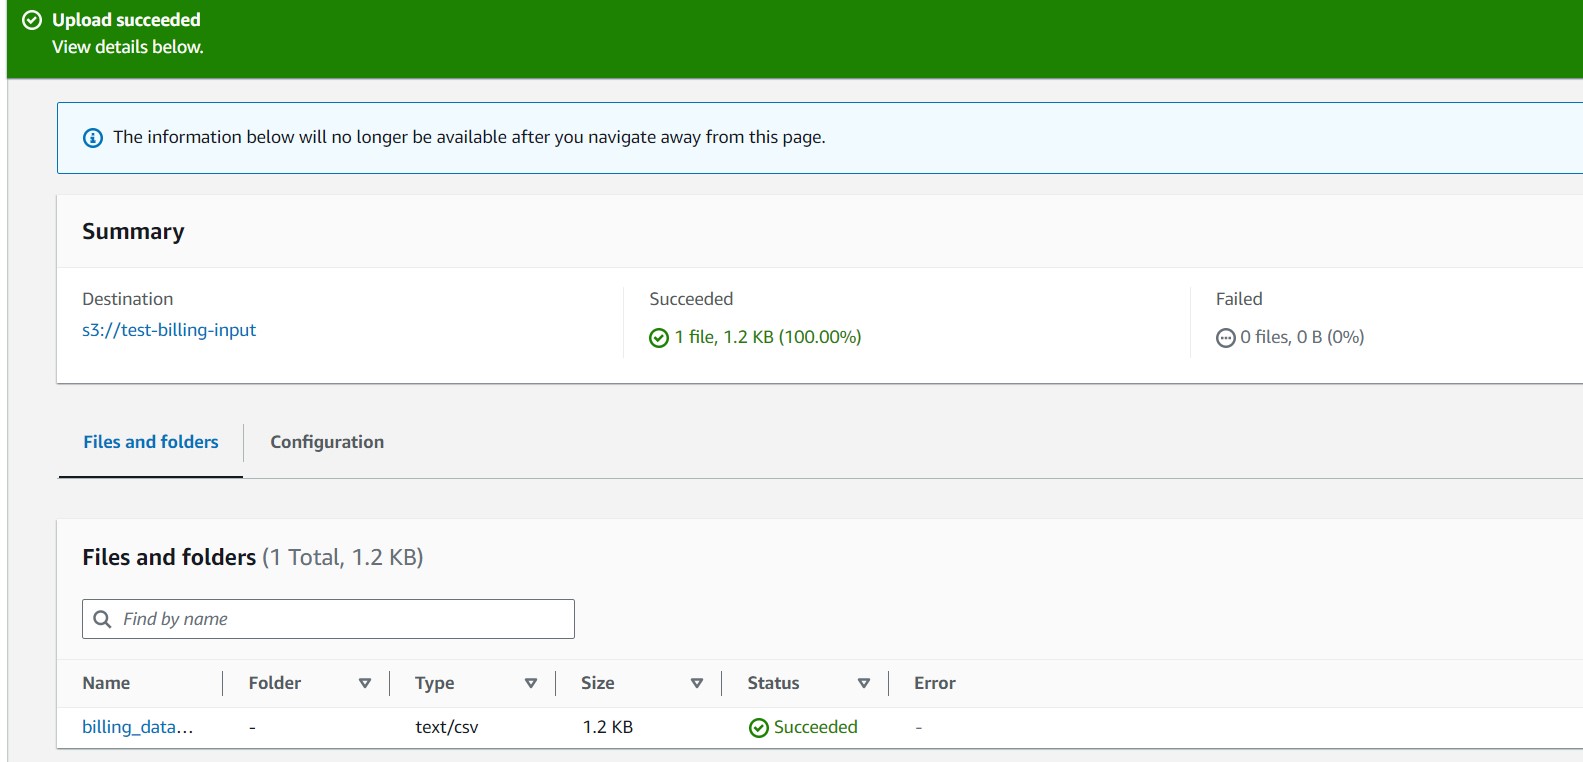 Upload succeeded
View details below.
The information below will no longer be available after you navigate away from this page.
Summary
Destination
s3://test-billing-input
Succeeded
1 file, 1.2 KB (100.00%)
Failed
0 files, 0 B (0%)
Files and folders Configuration
Files and folders (1 Total, 1.2 KB)
Find by name
Name Folder Type Size Status Error
billing_data... - text/csv 1.2 KB Succeeded -